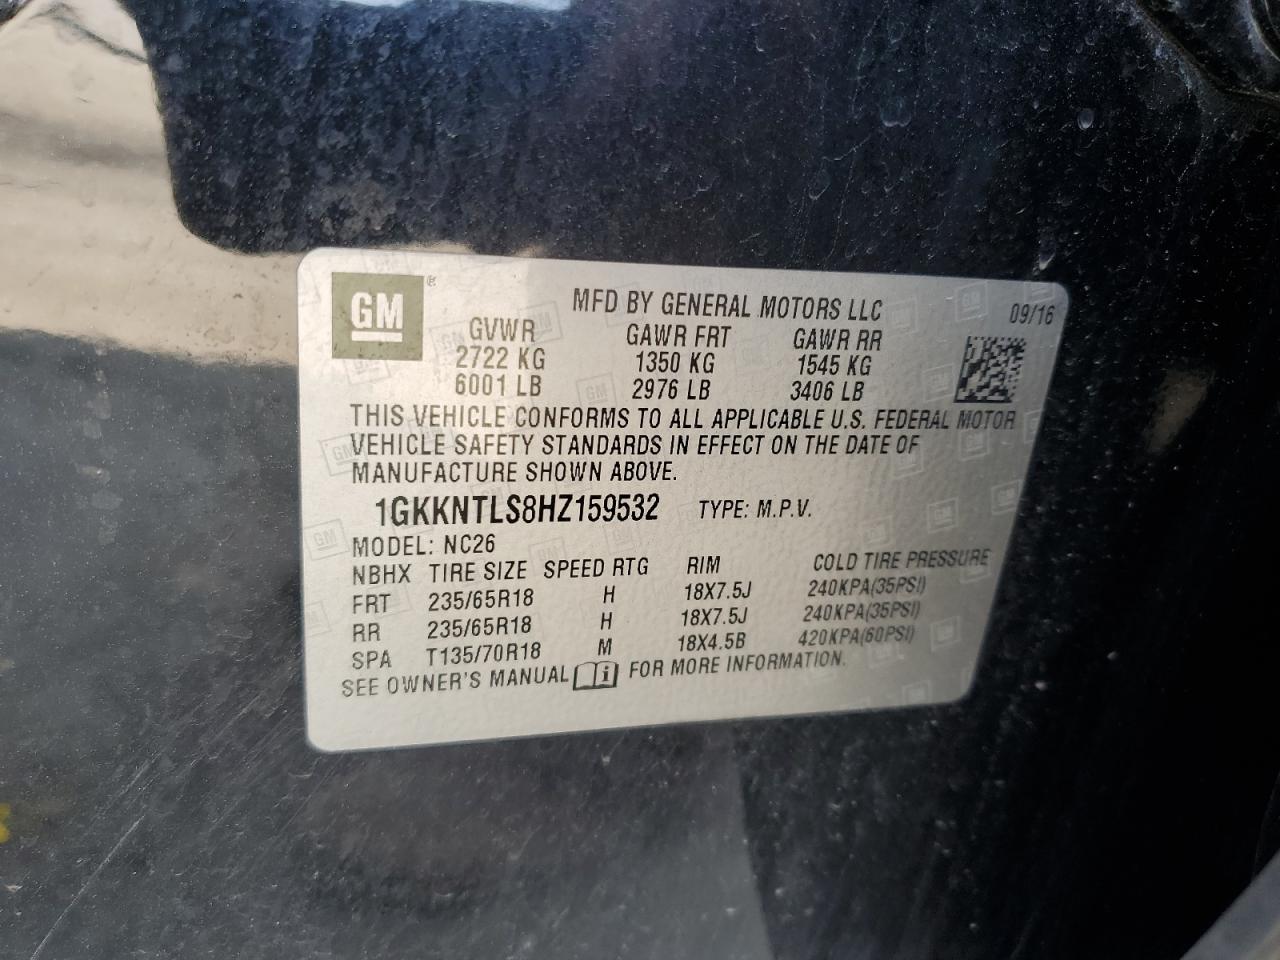 GM®
MFD BY GENERAL MOTORS LLC 09/16
GVWR GAWR FRT GAWR RR
2722 KG 1350 KG 1545 KG
6001 LB 2976 LB 3406 LB
THIS VEHICLE CONFORMS TO ALL APPLICABLE U.S. FEDERAL MOTOR
VEHICLE SAFETY STANDARDS IN EFFECT ON THE DATE OF
MANUFACTURE SHOWN ABOVE.
1GKKNTLS8HZ159532 TYPE: M.P.V.
MODEL: NC26
NBHX TIRE SIZE SPEED RTG RIM COLD TIRE PRESSURE
FRT 235/65R18 H 18X7.5J 240KPA(35PSI)
RR 235/65R18 H 18X7.5J 240KPA(35PSI)
SPA T135/70R18 M 18X4.5B 420KPA(60PSI)
SEE OWNER'S MANUAL i FOR MORE INFORMATION.